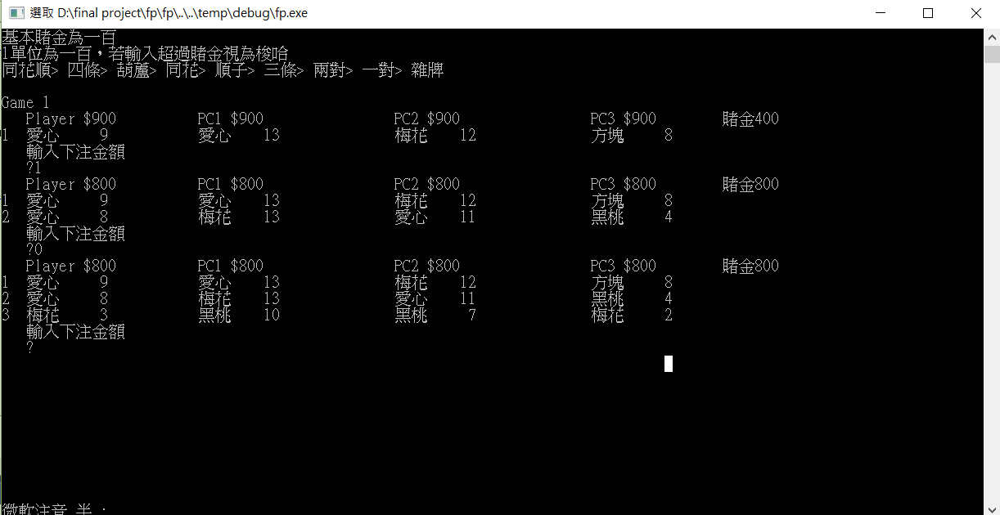 選取 D:\final project\fp\fp\..\..\temp\debug\fp.exe
基本賭金為一百
1單位為一百，若輸入超過賭金視為梭哈
同花順> 四條> 葫蘆> 同花> 順子> 三條> 兩對> 一對> 雜牌
Game 1
Player $900 PC1 $900 PC2 $900 PC3 $900 賭金400
1 愛心 9 愛心 13 梅花 12 方塊 8
輸入下注金額
?1
Player $800 PC1 $800 PC2 $800 PC3 $800 賭金800
1 愛心 9 愛心 13 梅花 12 方塊 8
2 愛心 8 梅花 13 愛心 11 黑桃 4
輸入下注金額
?0
Player $800 PC1 $800 PC2 $800 PC3 $800 賭金800
1 愛心 9 愛心 13 梅花 12 方塊 8
2 愛心 8 梅花 13 愛心 11 黑桃 4
3 梅花 3 黑桃 10 黑桃 7 梅花 2
輸入下注金額
?
微軟注音 半 :